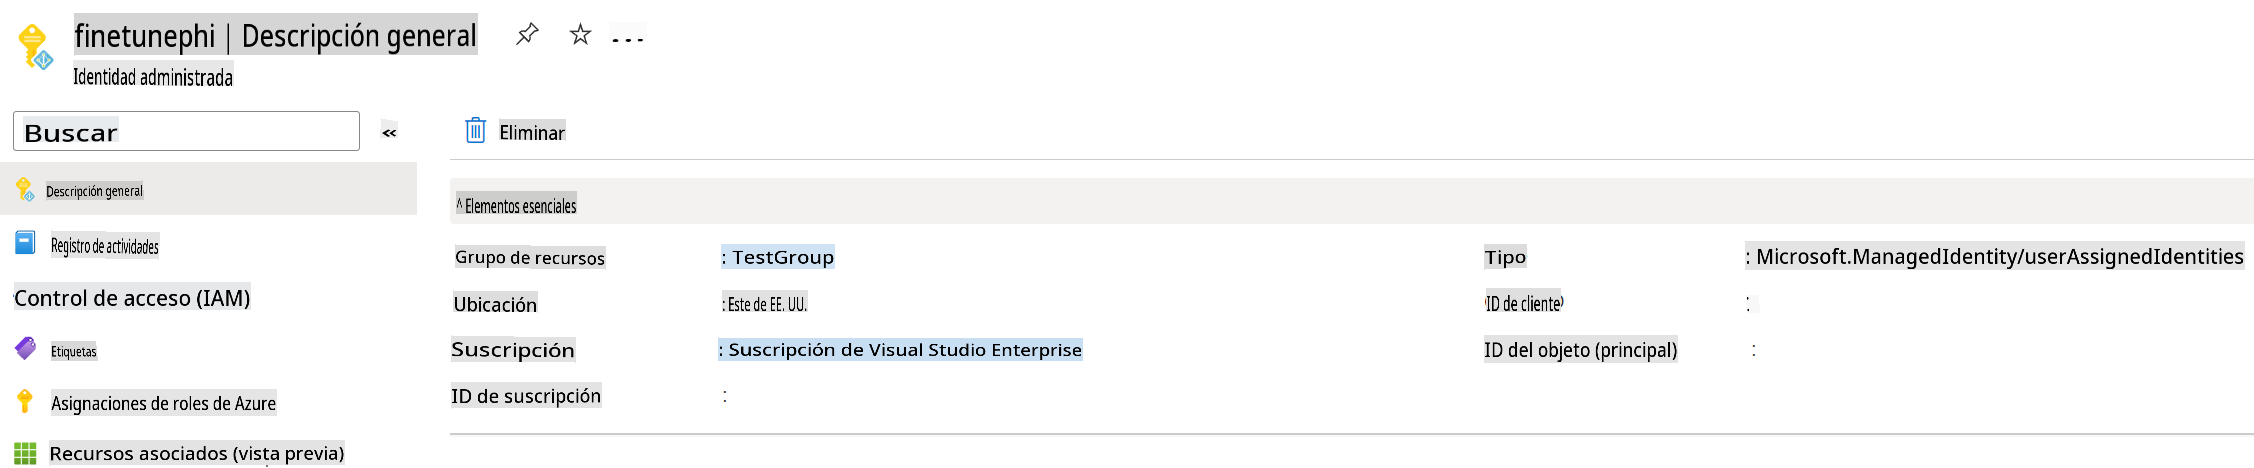 finetunephi | Descripción general
Identidad administrada
Buscar
«
Eliminar
Descripción general
Registro de actividades
Control de acceso (IAM)
Etiquetas
Asignaciones de roles de Azure
Recursos asociados (vista previa)
^ Elementos esenciales
Grupo de recursos : TestGroup
Ubicación : Este de EE. UU.
Suscripción : Suscripción de Visual Studio Enterprise
ID de suscripción :
Tipo : Microsoft.ManagedIdentity/userAssignedIdentities
ID de cliente :
ID del objeto (principal) :